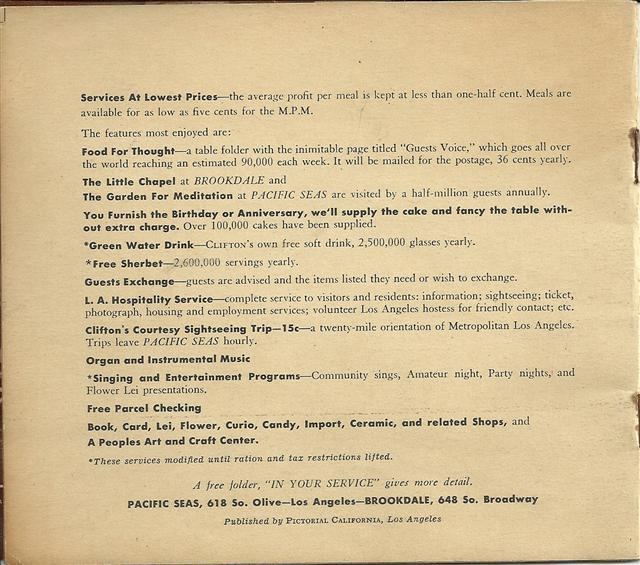 Services At Lowest Prices—the average profit per meal is kept at less than one-half cent. Meals are
available for as low as five cents for the M.P.M.
The features most enjoyed are:
Food For Thought—a table folder with the inimitable page titled "Guests Voice," which goes all over
the world reaching an estimated 90,000 each week. It will be mailed for the postage, 36 cents yearly.
The Little Chapel at BROOKDALE and
The Garden For Meditation at PACIFIC SEAS are visited by a half-million guests annually.
You Furnish the Birthday or Anniversary, we'll supply the cake and fancy the table with-
out extra charge. Over 100,000 cakes have been supplied.
*Green Water Drink—CLIFTON'S own free soft drink, 2,500,000 glasses yearly.
*Free Sherbet—2,600,000 servings yearly.
Guests Exchange—guests are advised and the items listed they need or wish to exchange.
L. A. Hospitality Service—complete service to visitors and residents: information; sightseeing; ticket,
photograph, housing and employment services; volunteer Los Angeles hostess for friendly contact; etc.
Clifton's Courtesy Sightseeing Trip—15c—a twenty-mile orientation of Metropolitan Los Angeles.
Trips leave PACIFIC SEAS hourly.
Organ and Instrumental Music
*Singing and Entertainment Programs—Community sings, Amateur night, Party nights, and
Flower Lei presentations.
Free Parcel Checking
Book, Card, Lei, Flower, Curio, Candy, Import, Ceramic, and related Shops, and
A Peoples Art and Craft Center.
*These services modified until ration and tax restrictions lifted.
A free folder, "IN YOUR SERVICE" gives more detail.
PACIFIC SEAS, 618 So. Olive—Los Angeles—BROOKDALE, 648 So. Broadway
Published by PICTORIAL CALIFORNIA, Los Angeles